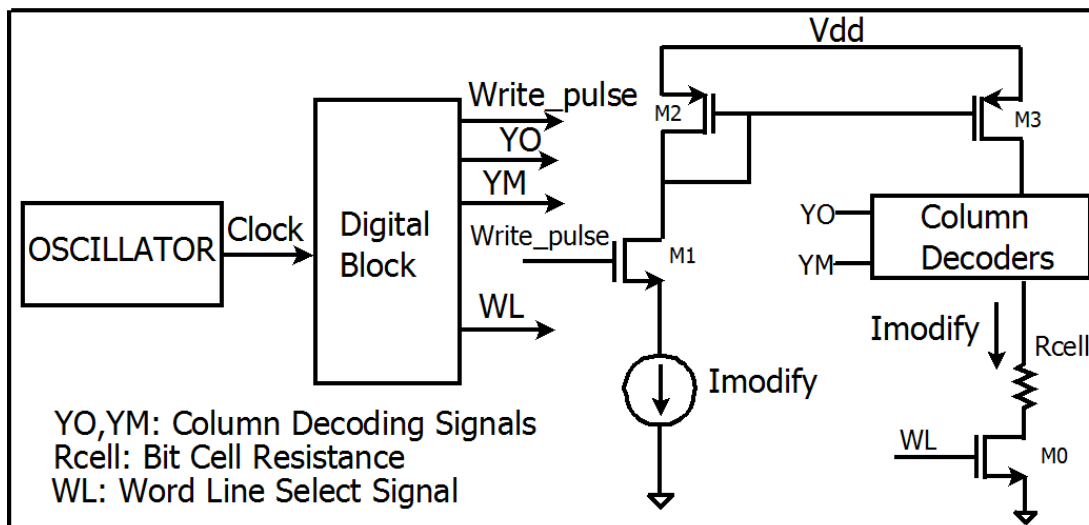 Vdd
Write_pulse
M2
M3
YO
YM
OSCILLATOR
Clock
Digital
Block
Write_pulse
M1
YO
YM
Column
Decoders
WL
Imodify
Imodify
Rcell
WL
M0
YO,YM: Column Decoding Signals
Rcell: Bit Cell Resistance
WL: Word Line Select Signal